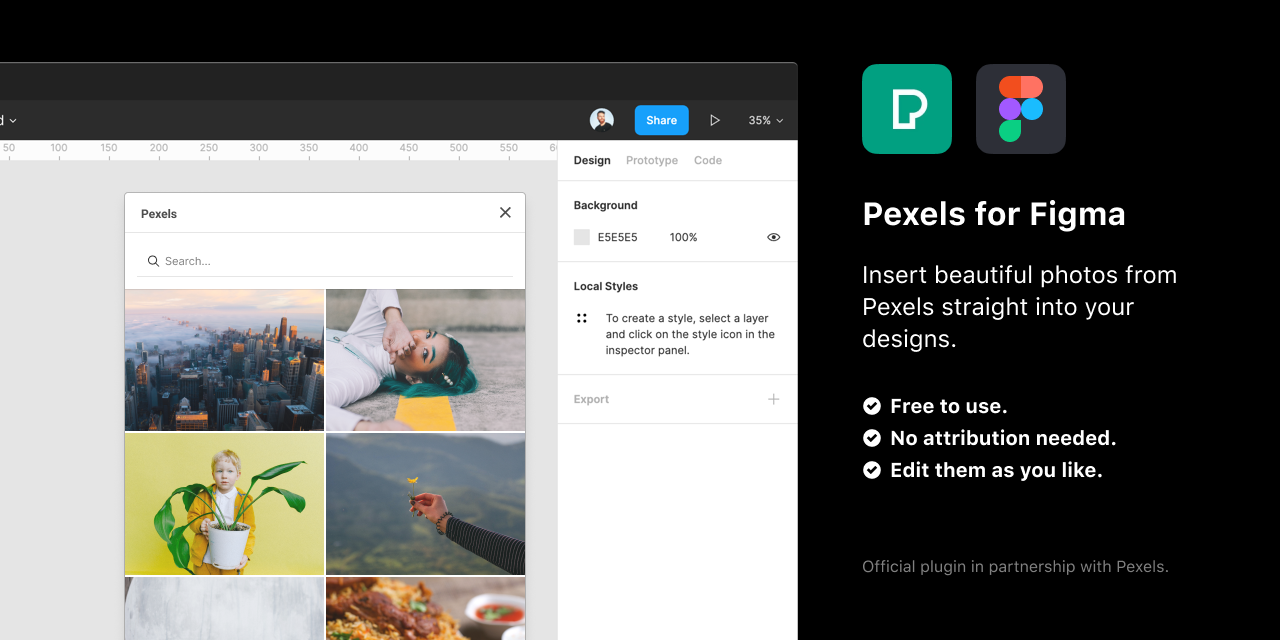 d
Share
35%
50 100 150 200 250 300 350 400 450 500 550 6
Design Prototype Code
Pexels
Search...
Background
E5E5E5 100%
Local Styles
To create a style, select a layer
and click on the style icon in the
inspector panel.
Export
Pexels for Figma
Insert beautiful photos from
Pexels straight into your
designs.
Free to use.
No attribution needed.
Edit them as you like.
Official plugin in partnership with Pexels.